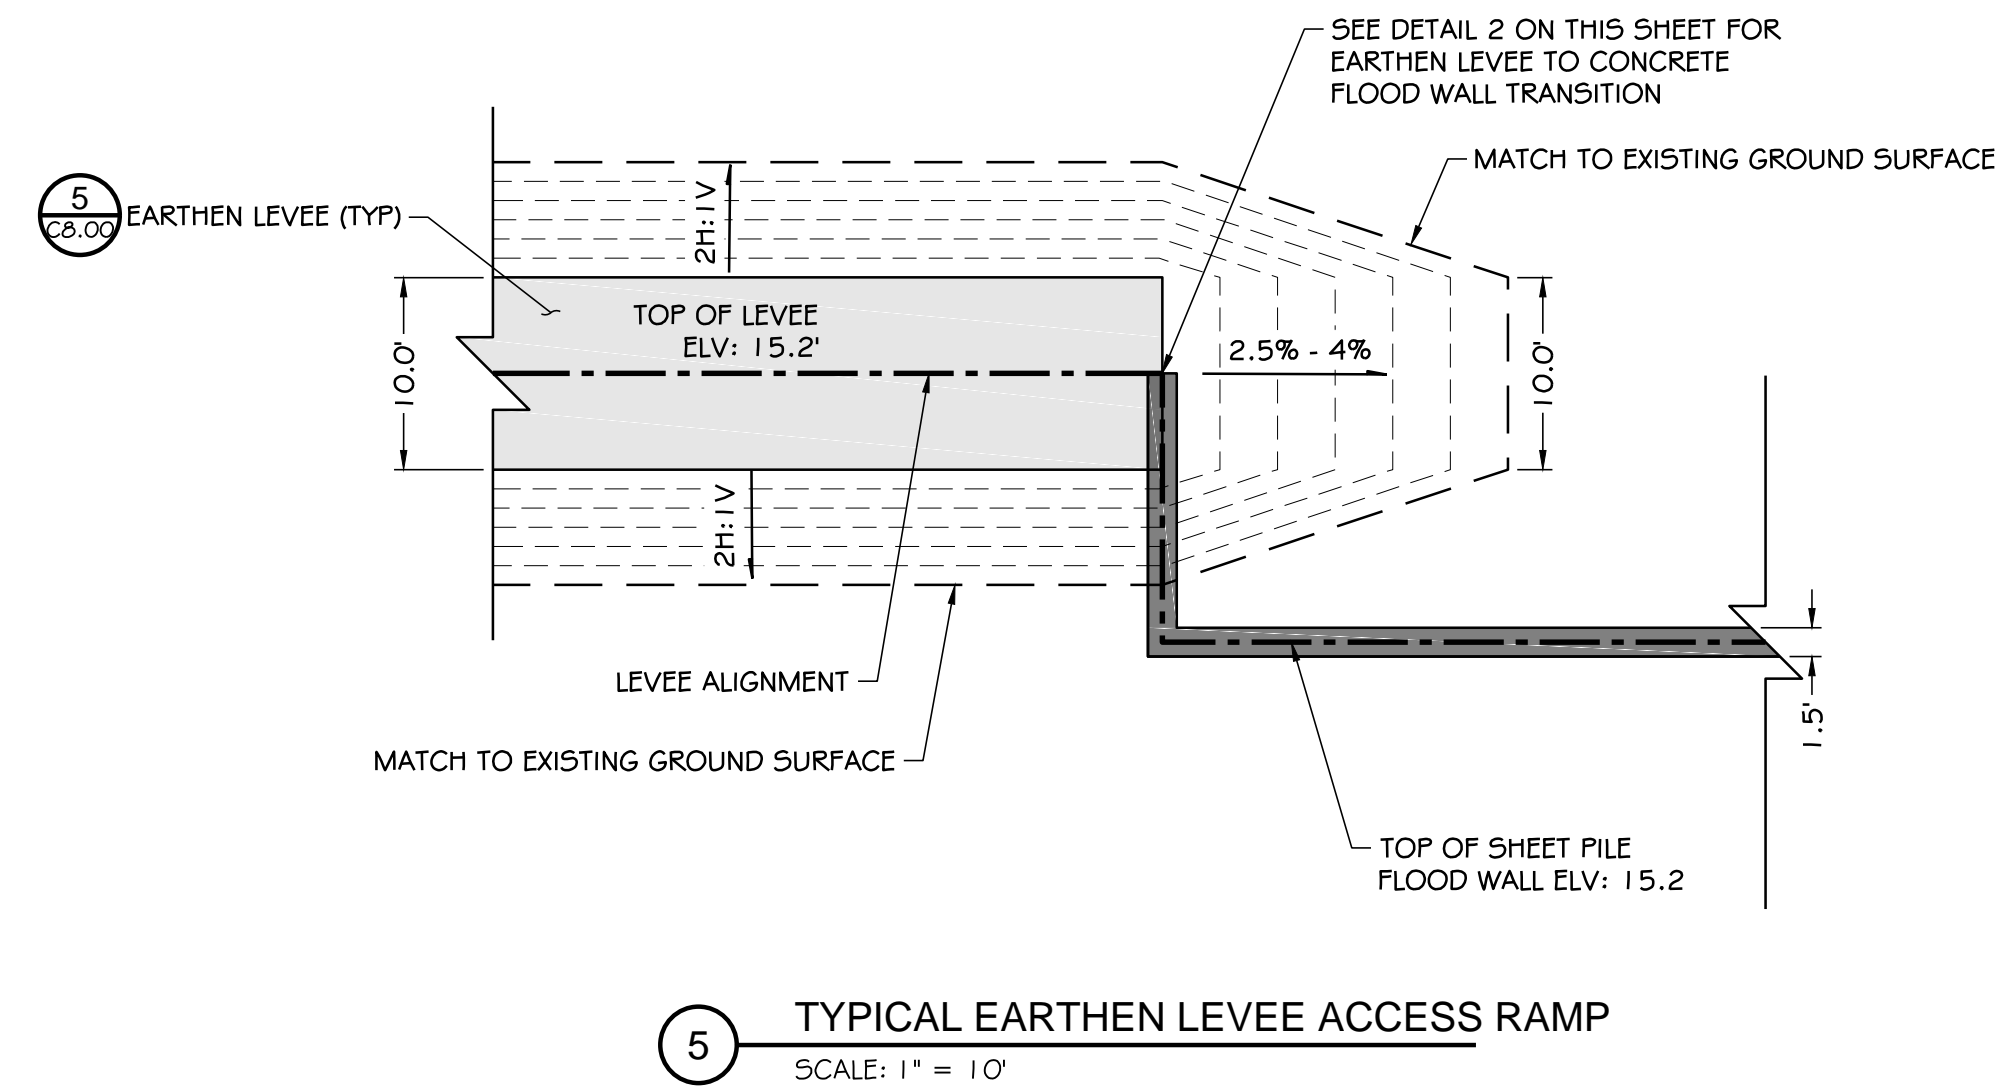 SEE DETAIL 2 ON THIS SHEET FOR
EARTHEN LEVEE TO CONCRETE
FLOOD WALL TRANSITION
MATCH TO EXISTING GROUND SURFACE
5
C8.00
EARTHEN LEVEE (TYP)
2H:1V
TOP OF LEVEE
ELV: 15.2'
10.0'
2.5% - 4%
10.0'
2H:1V
LEVEE ALIGNMENT
1.5'
MATCH TO EXISTING GROUND SURFACE
TOP OF SHEET PILE
FLOOD WALL ELV: 15.2
5
TYPICAL EARTHEN LEVEE ACCESS RAMP
SCALE: 1" = 10'